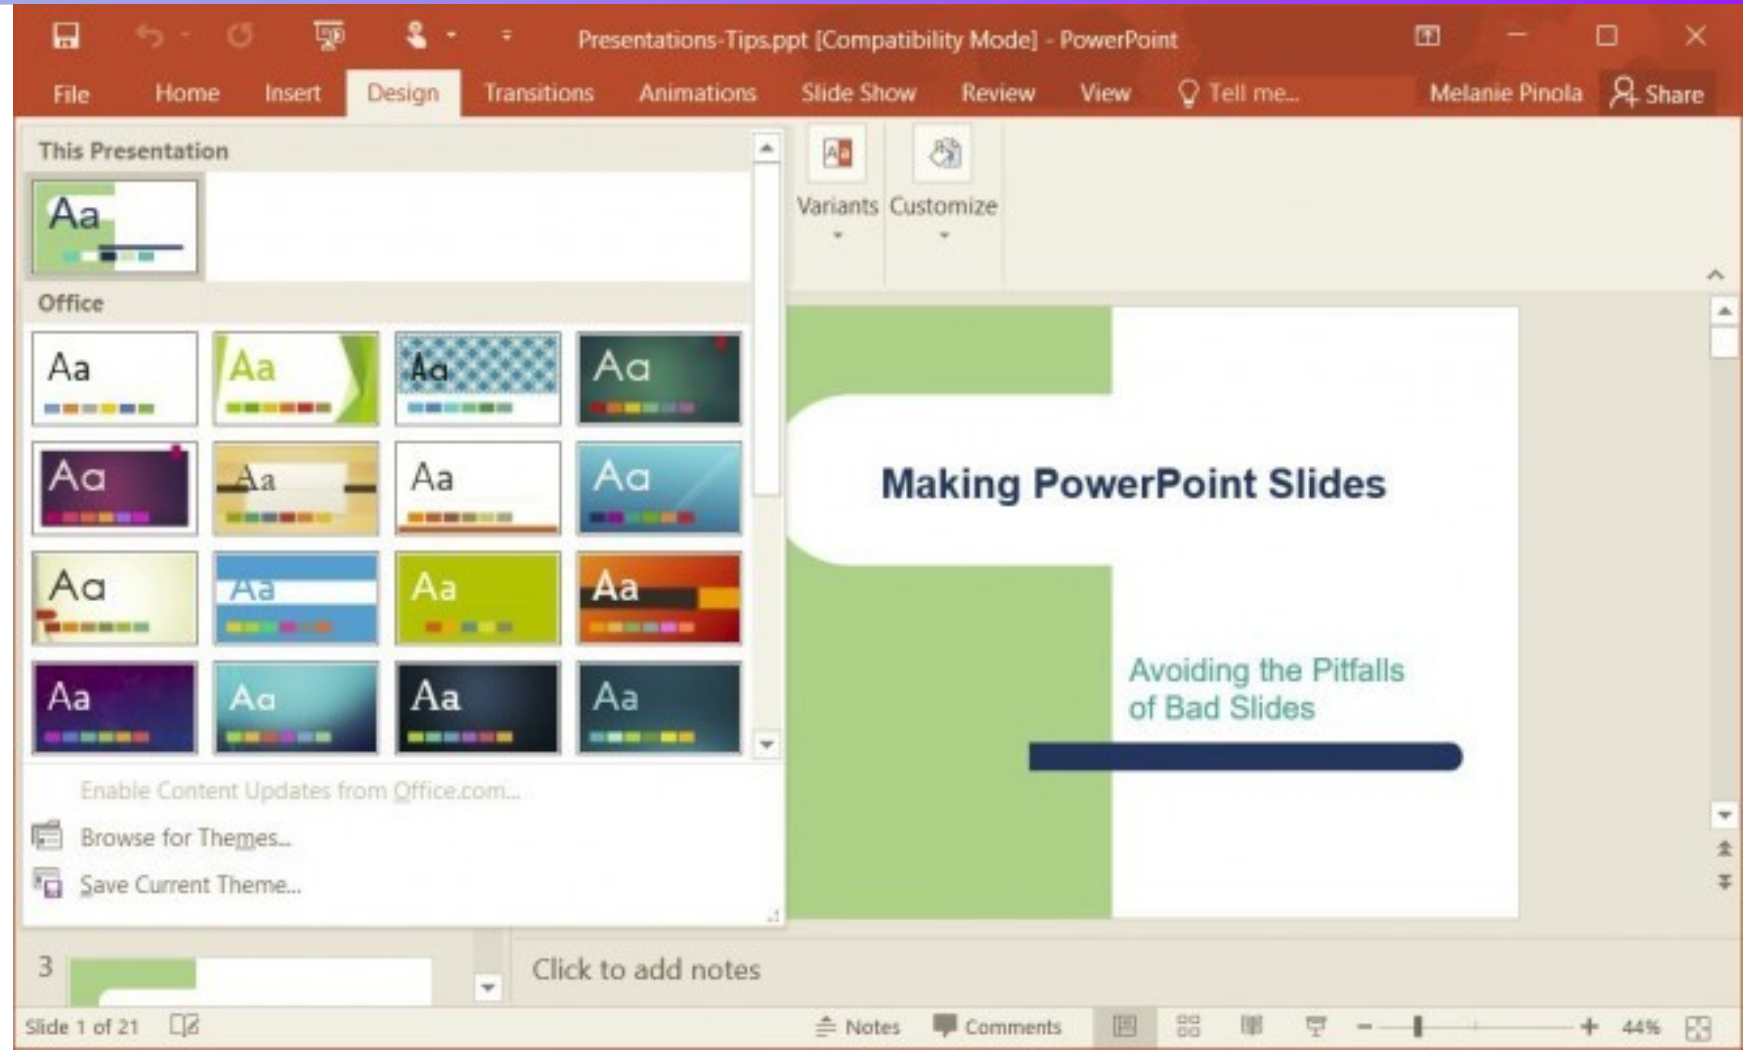 Presentations-Tips.ppt [Compatibility Mode] - PowerPoint
File Home Insert Design Transitions Animations Slide Show Review View Tell me... Melanie Pinola Share
This Presentation
Aa
Variants Customize
Office
Aa Aa Aa Aa
Aa Aa Aa Aa
Aa Aa Aa Aa
Aa Aa Aa Aa
Enable Content Updates from Office.com...
Browse for Themes...
Save Current Theme...
Making PowerPoint Slides
Avoiding the Pitfalls
of Bad Slides
3
Click to add notes
Slide 1 of 21 Notes Comments 44%